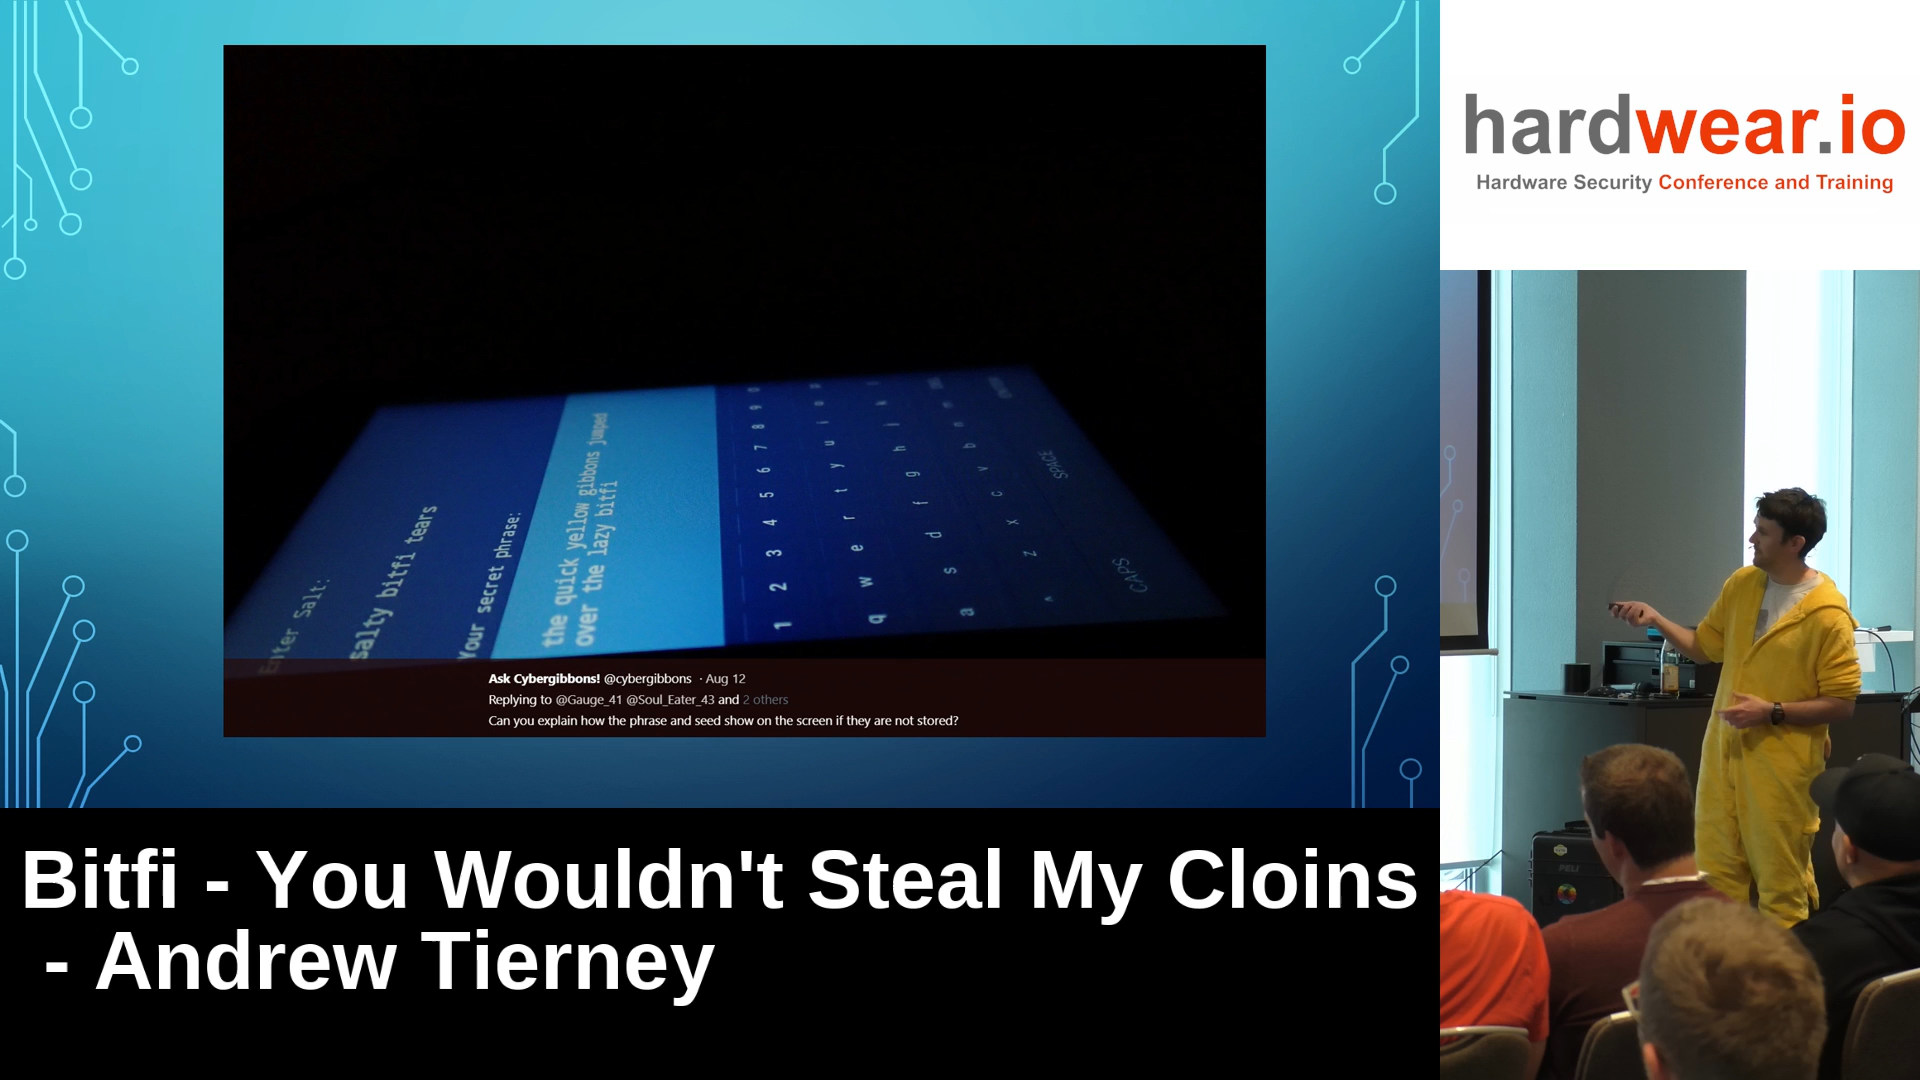 Enter Salt:
salty bitfi tears
Your secret phrase:
the quick yellow gibbons jumped
over the lazy bitfi
1 2 3 4 5 6 7 8 9 0
q w e r t y u i o p
a s d f g h j k l
^ z x c v b n m
CAPS SPACE
Ask Cybergibbons! @cybergibbons · Aug 12
Replying to @Gauge_41 @Soul_Eater_43 and 2 others
Can you explain how the phrase and seed show on the screen if they are not stored?
hardwear.io
Hardware Security Conference and Training
PELI
Bitfi - You Wouldn't Steal My Cloins
- Andrew Tierney